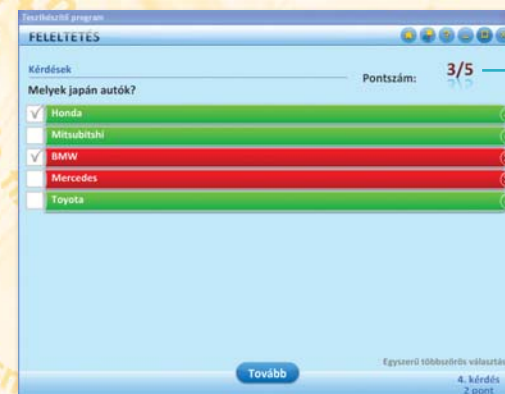 Tesztkészítő program
FELELTETÉS
Kérdések
Pontszám: 3/5
Melyek japán autók?
Honda
Mitsubitshi
BMW
Mercedes
Toyota
Egyszerű többszörös választás
Tovább
4. kérdés
2 pont